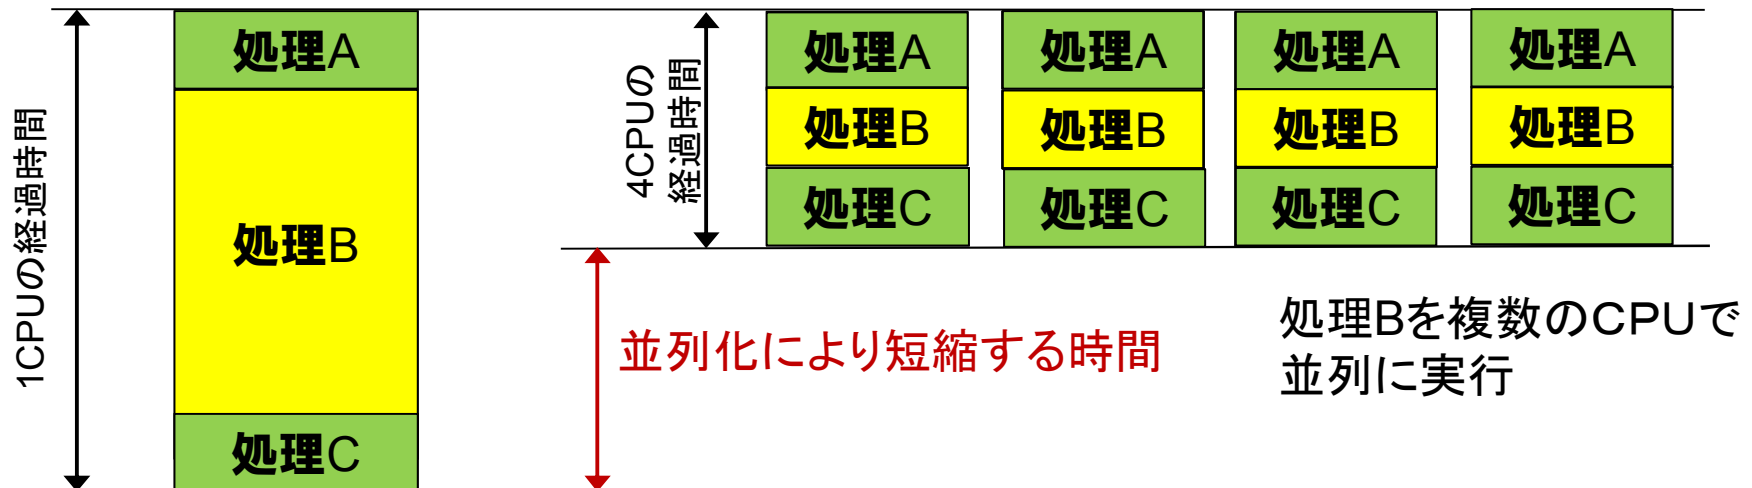 1CPUの経過時間
処理A
処理B
処理C
4CPUの
経過時間
処理A
処理B
処理C
処理A
処理B
処理C
処理A
処理B
処理C
処理A
処理B
処理C
並列化により短縮する時間
処理Bを複数のCPUで
並列に実行